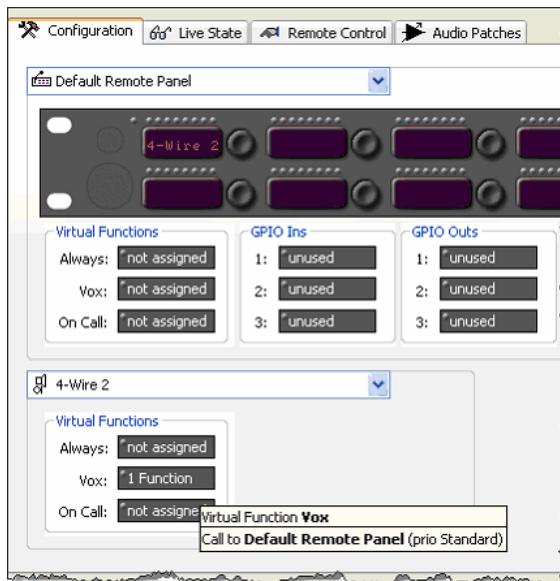 Configuration Live State Remote Control Audio Patches
Default Remote Panel
4-Wire 2
Virtual Functions GPIO Ins GPIO Outs
Always: not assigned 1: unused 1: unused
Vox: not assigned 2: unused 2: unused
On Call: not assigned 3: unused 3: unused
4-Wire 2
Virtual Functions
Always: not assigned
Vox: 1 Function
On Call: not assigne
Virtual Function Vox
Call to Default Remote Panel (prio Standard)